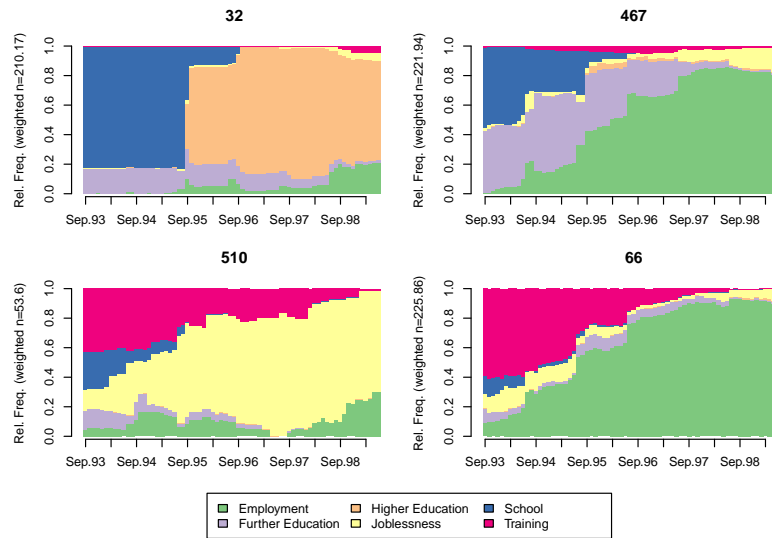 32
467
Rel. Freq. (weighted n=210.17)
0.0 0.2 0.4 0.6 0.8 1.0
Sep.93 Sep.94 Sep.95 Sep.96 Sep.97 Sep.98
Rel. Freq. (weighted n=221.94)
0.0 0.2 0.4 0.6 0.8 1.0
Sep.93 Sep.94 Sep.95 Sep.96 Sep.97 Sep.98
510
66
Rel. Freq. (weighted n=53.6)
0.0 0.2 0.4 0.6 0.8 1.0
Sep.93 Sep.94 Sep.95 Sep.96 Sep.97 Sep.98
Rel. Freq. (weighted n=225.86)
0.0 0.2 0.4 0.6 0.8 1.0
Sep.93 Sep.94 Sep.95 Sep.96 Sep.97 Sep.98
Employment Higher Education School
Further Education Joblessness Training